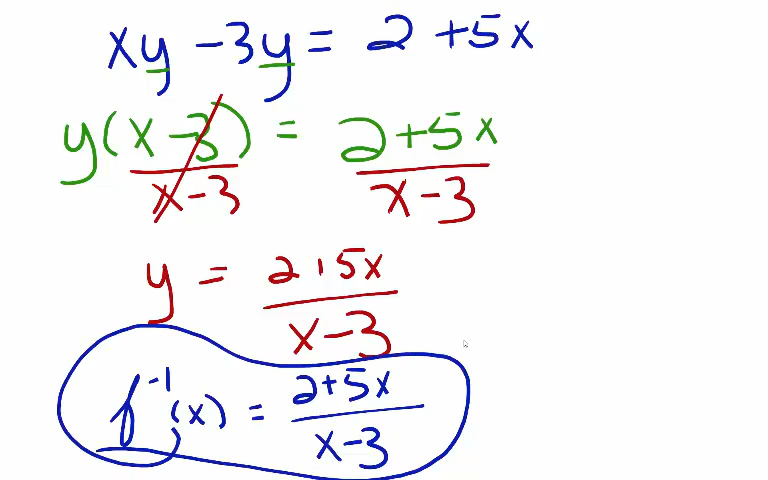 xy - 3y = 2 + 5x
y(x - 3) / x - 3 = 2 + 5x / x - 3
y = 2 + 5x / x - 3
f⁻¹(x) = 2 + 5x / x - 3